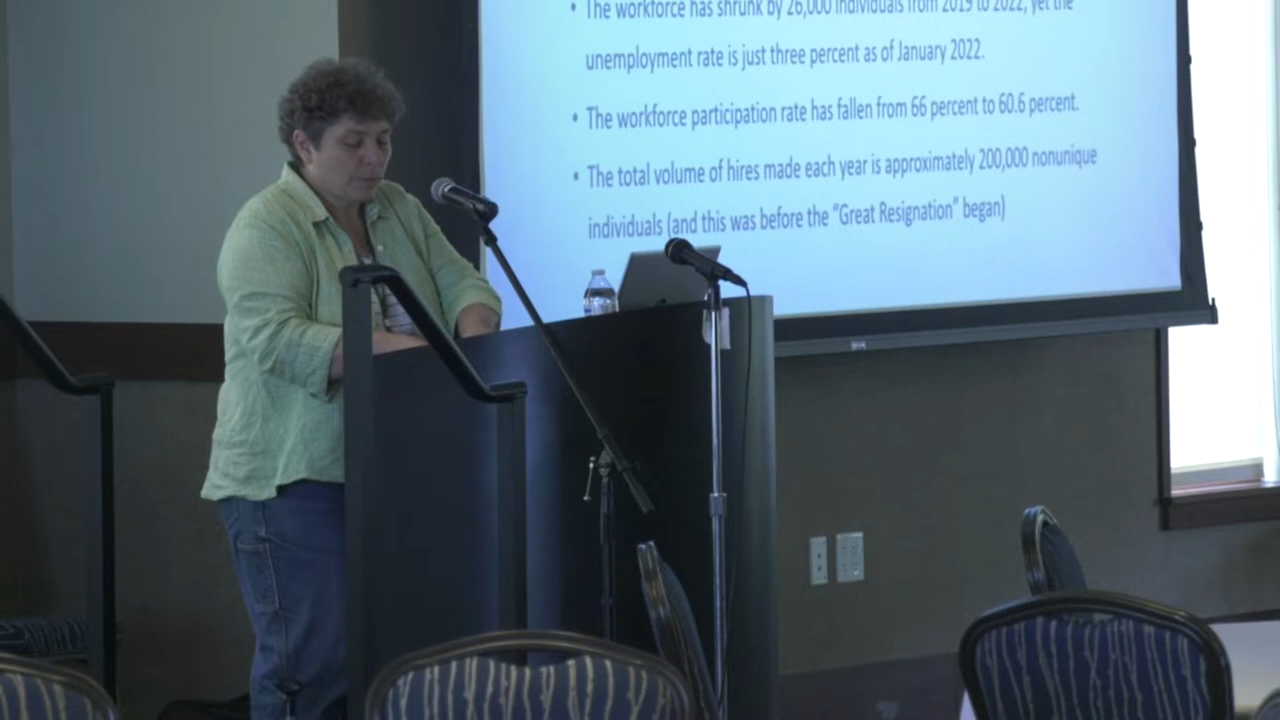 • The workforce has shrunk by 26,000 individuals from 2019 to 2022, yet the
unemployment rate is just three percent as of January 2022.
• The workforce participation rate has fallen from 66 percent to 60.6 percent.
• The total volume of hires made each year is approximately 200,000 nonunique
individuals (and this was before the “Great Resignation” began)